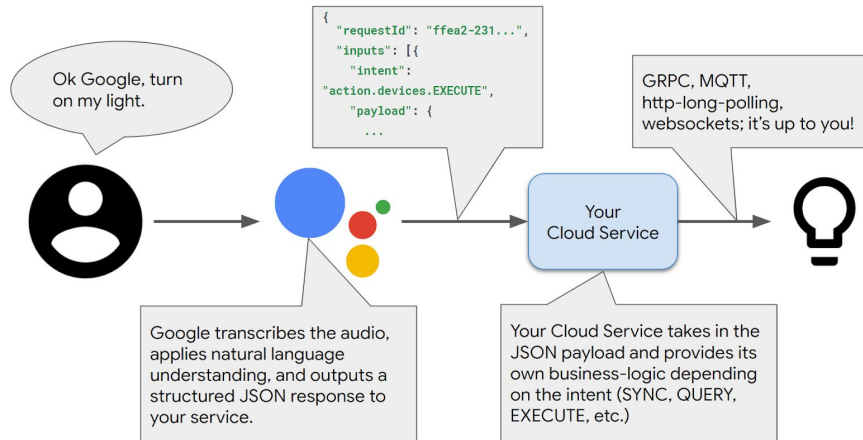 Ok Google, turn
on my light.
{
"requestId": "ffea2-231...",
"inputs": [{
"intent":
"action.devices.EXECUTE",
"payload": {
...
GRPC, MQTT,
http-long-polling,
websockets; it's up to you!
Your
Cloud Service
Google transcribes the audio,
applies natural language
understanding, and outputs a
structured JSON response to
your service.
Your Cloud Service takes in the
JSON payload and provides its
own business-logic depending
on the intent (SYNC, QUERY,
EXECUTE, etc.)